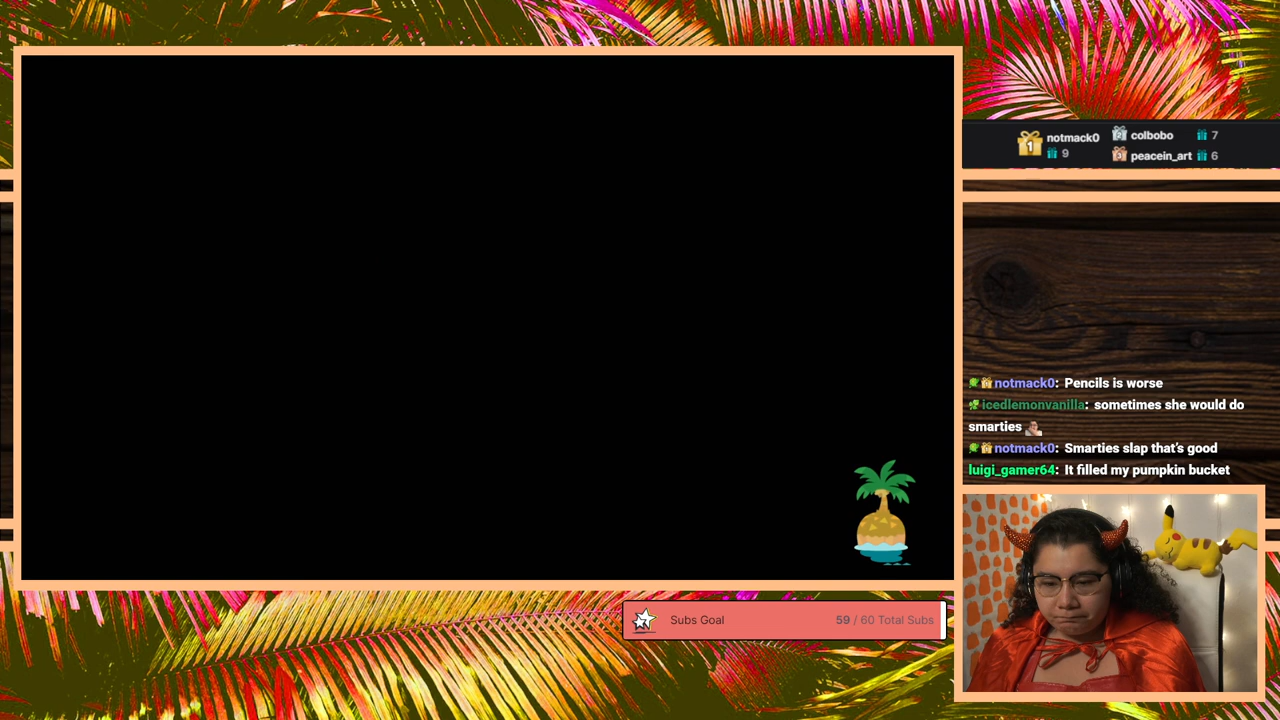 notmack0
9
colbobo 7
peacein_art 6
notmack0: Pencils is worse
icedlemonvanilla: sometimes she would do
smarties
notmack0: Smarties slap that's good
luigi_gamer64: It filled my pumpkin bucket
Subs Goal 59 / 60 Total Subs